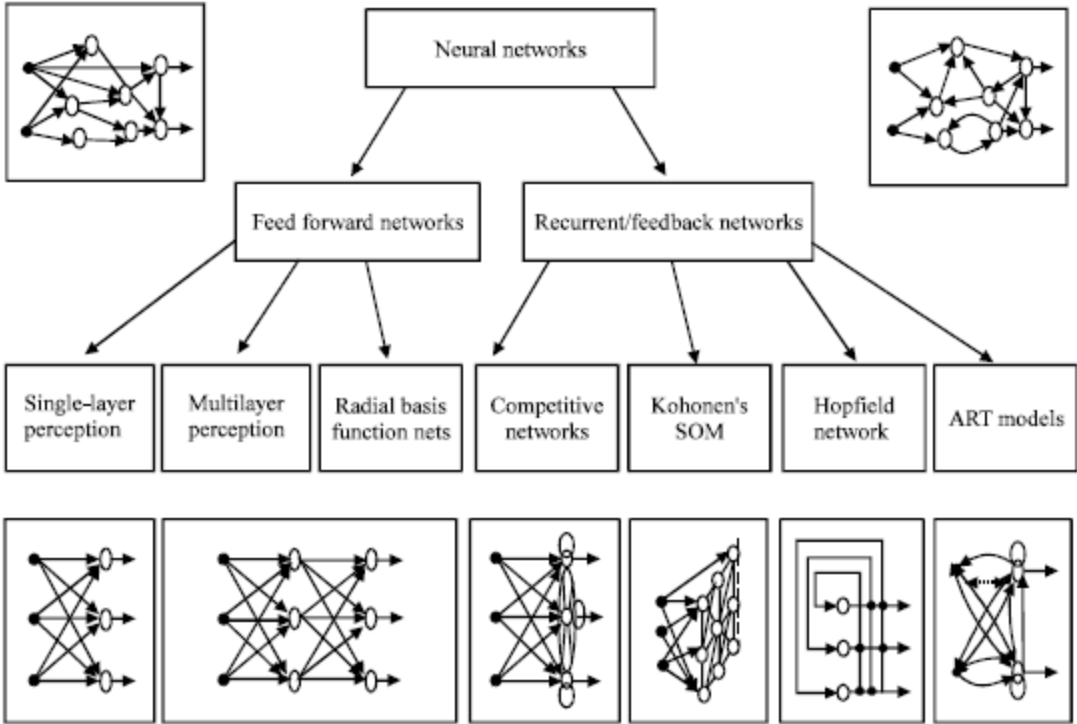 Neural networks
Feed forward networks
Recurrent/feedback networks
Single-layer
perception
Multilayer
perception
Radial basis
function nets
Competitive
networks
Kohonen's
SOM
Hopfield
network
ART models